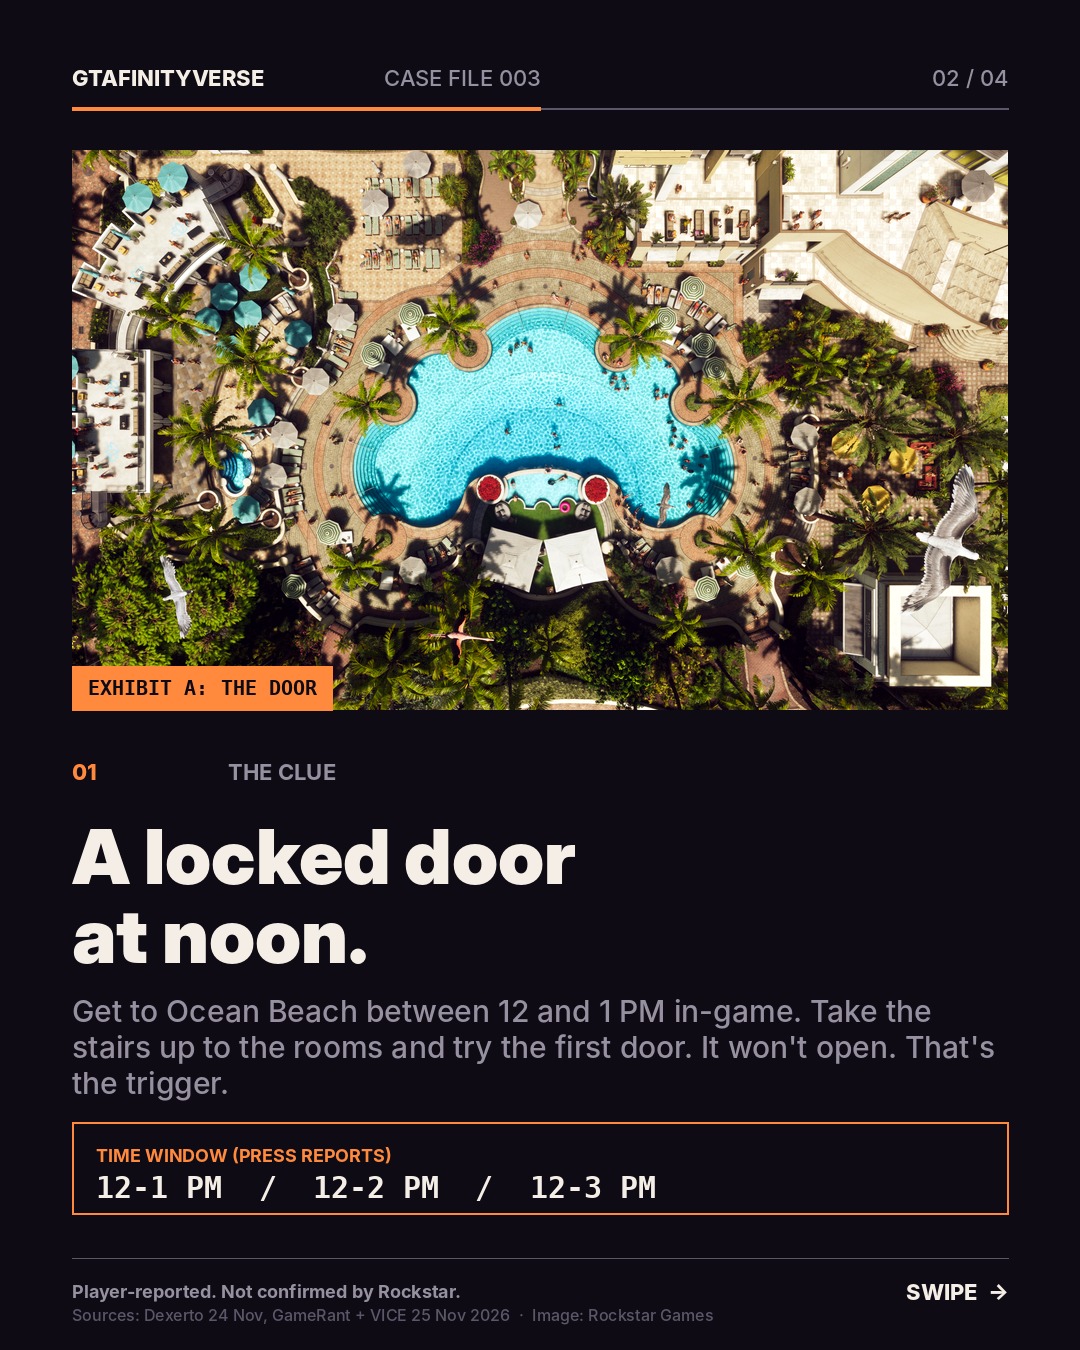 GTAFINITYVERSE CASE FILE 003 02 / 04
EXHIBIT A: THE DOOR
01 THE CLUE
A locked door
at noon.
Get to Ocean Beach between 12 and 1 PM in-game. Take the
stairs up to the rooms and try the first door. It won't open. That's
the trigger.
TIME WINDOW (PRESS REPORTS)
12-1 PM / 12-2 PM / 12-3 PM
Player-reported. Not confirmed by Rockstar.
SWIPE →
Sources: Dexerto 24 Nov, GameRant + VICE 25 Nov 2026 · Image: Rockstar Games